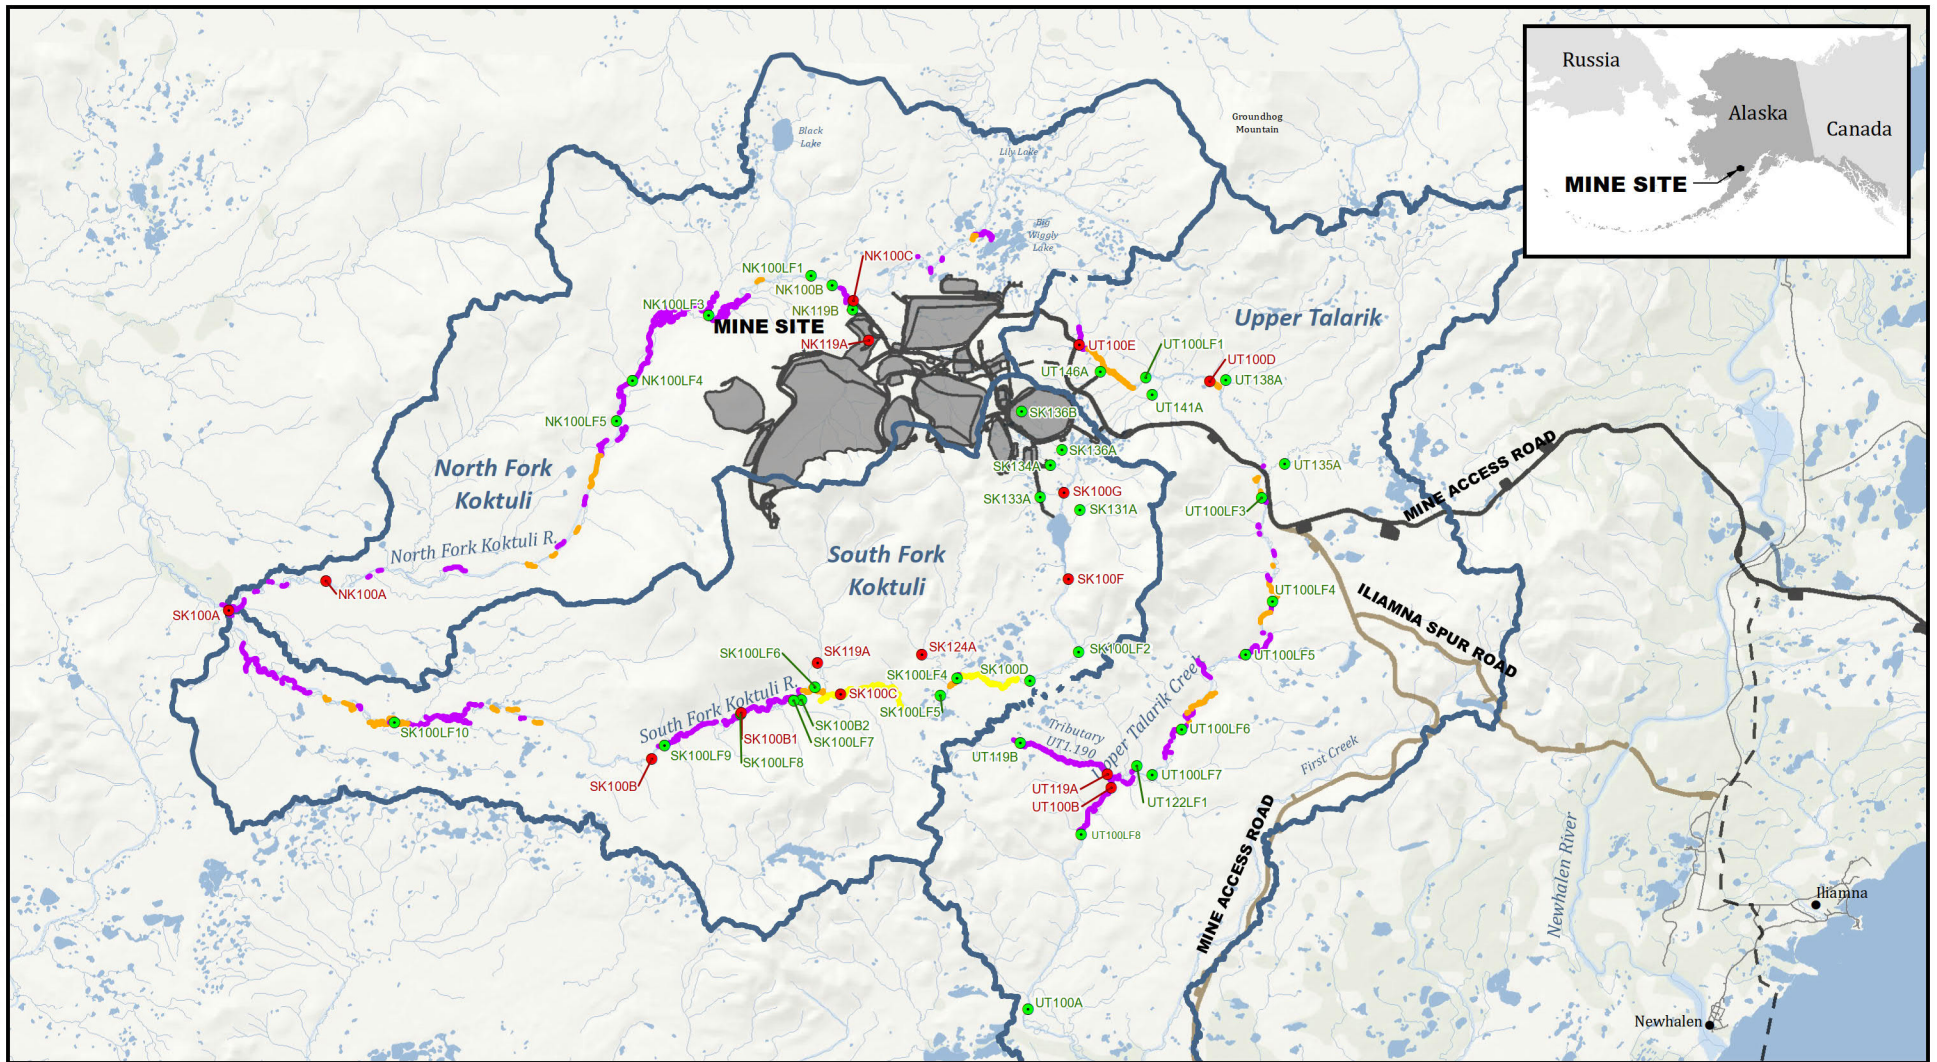 Russia
Alaska
Canada
MINE SITE
Groundhog
Mountain
Black
Lake
Lily Lake
Big
Wiggly
Lake
NK100C
NK100LF1
NK100B
NK100LF3
NK119B
MINE SITE
NK119A
Upper Talarik
UT100E
UT100LF1
UT100D
UT146A
UT138A
NK100LF4
UT141A
SK136B
NK100LF5
SK136A
SK134A
UT135A
North Fork
Koktuli
SK100G
SK133A
SK131A
UT100LF3
MINE ACCESS ROAD
North Fork Koktuli R.
South Fork
Koktuli
SK100F
NK100A
SK100A
UT100LF4
ILIAMNA SPUR ROAD
SK100LF6
SK119A
SK124A
SK100LF2
UT100LF5
SK100LF4
SK100D
South Fork Koktuli R.
SK100C
SK100LF5
SK100B2
SK100LF7
SK100LF10
SK100B1
SK100LF8
SK100LF9
SK100B
Tributary
UT1.190
Upper Talarik Creek
UT100LF6
First Creek
UT119B
UT100LF7
UT119A
UT100B
UT122LF1
UT100LF8
MINE ACCESS ROAD
Newhalen River
Iliamna
UT100A
Newhalen